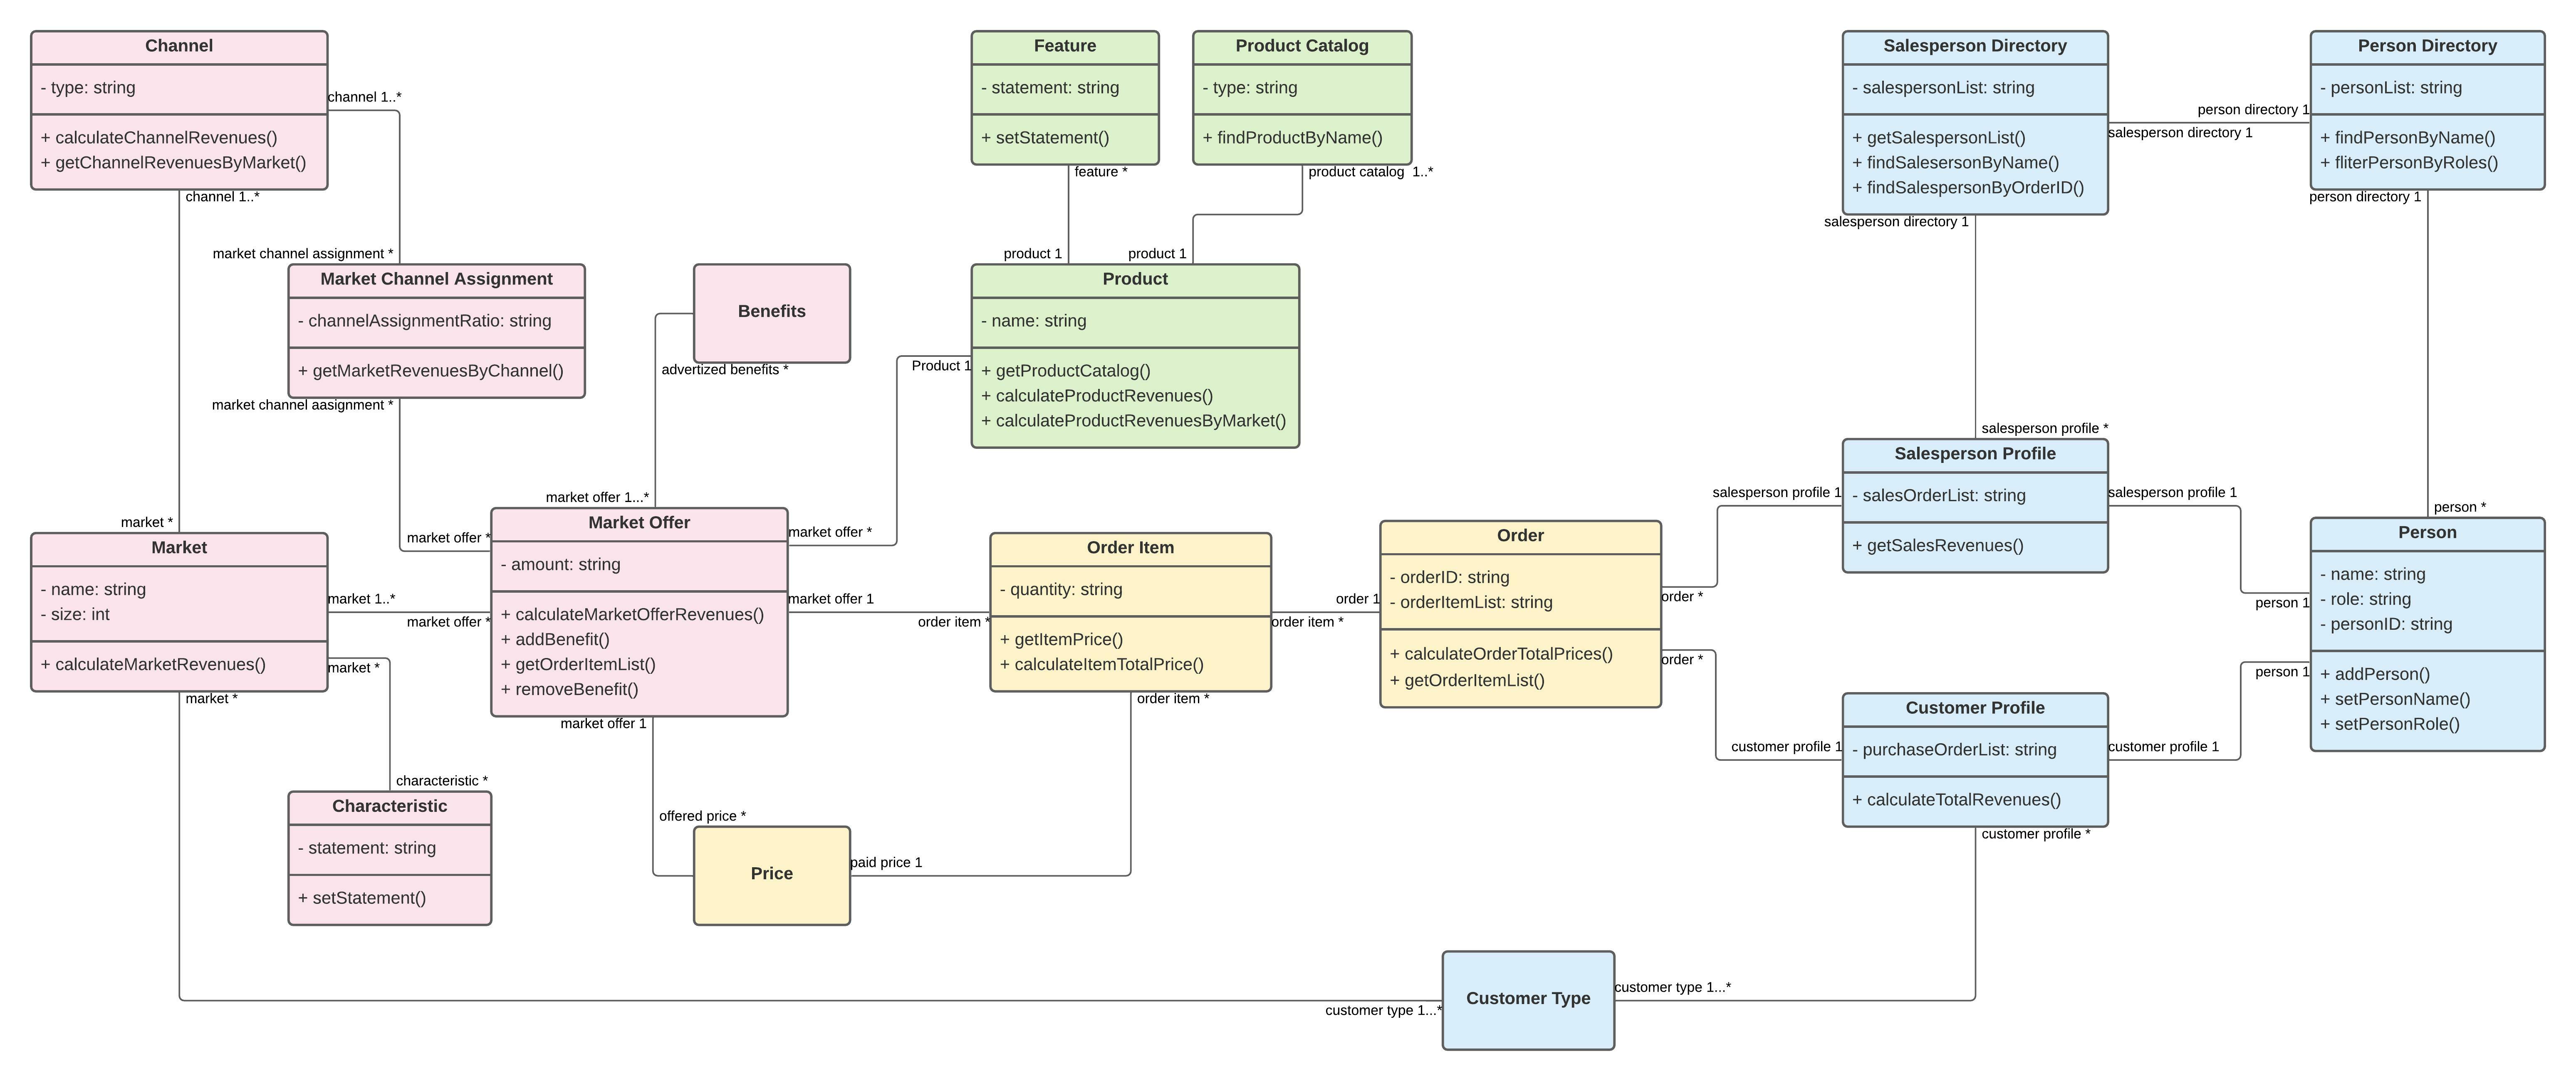 Channel
- type: string
+ calculateChannelRevenues()
+ getChannelRevenuesByMarket()
channel 1..*
channel 1..*
Feature
- statement: string
+ setStatement()
feature *
Product Catalog
- type: string
+ findProductByName()
product catalog  1..*
Salesperson Directory
- salespersonList: string
+ getSalespersonList()
+ findSalesersonByName()
+ findSalespersonByOrderID()
salesperson directory 1
salesperson directory 1
Person Directory
- personList: string
+ findPersonByName()
+ fliterPersonByRoles()
person directory 1
person directory 1
market channel assignment *
Market Channel Assignment
- channelAssignmentRatio: string
+ getMarketRevenuesByChannel()
market channel aasignment *
Benefits
advertized benefits *
product 1
product 1
Product
- name: string
+ getProductCatalog()
+ calculateProductRevenues()
+ calculateProductRevenuesByMarket()
Product 1
market *
Market
- name: string
- size: int
+ calculateMarketRevenues()
market 1..*
market *
market *
market offer 1...*
market offer *
market offer *
Market Offer
- amount: string
+ calculateMarketOfferRevenues()
+ addBenefit()
+ getOrderItemList()
+ removeBenefit()
market offer *
market offer 1
market offer 1
Order Item
- quantity: string
+ getItemPrice()
+ calculateItemTotalPrice()
order item *
order item *
order item *
Order
- orderID: string
- orderItemList: string
+ calculateOrderTotalPrices()
+ getOrderItemList()
order 1
order *
order *
salesperson profile *
Salesperson Profile
- salesOrderList: string
+ getSalesRevenues()
salesperson profile 1
salesperson profile 1
person *
Person
- name: string
- role: string
- personID: string
+ addPerson()
+ setPersonName()
+ setPersonRole()
person 1
person 1
Customer Profile
- purchaseOrderList: string
+ calculateTotalRevenues()
customer profile 1
customer profile 1
customer profile *
characteristic *
Characteristic
- statement: string
+ setStatement()
offered price *
Price
paid price 1
Customer Type
customer type 1...*
customer type 1...*